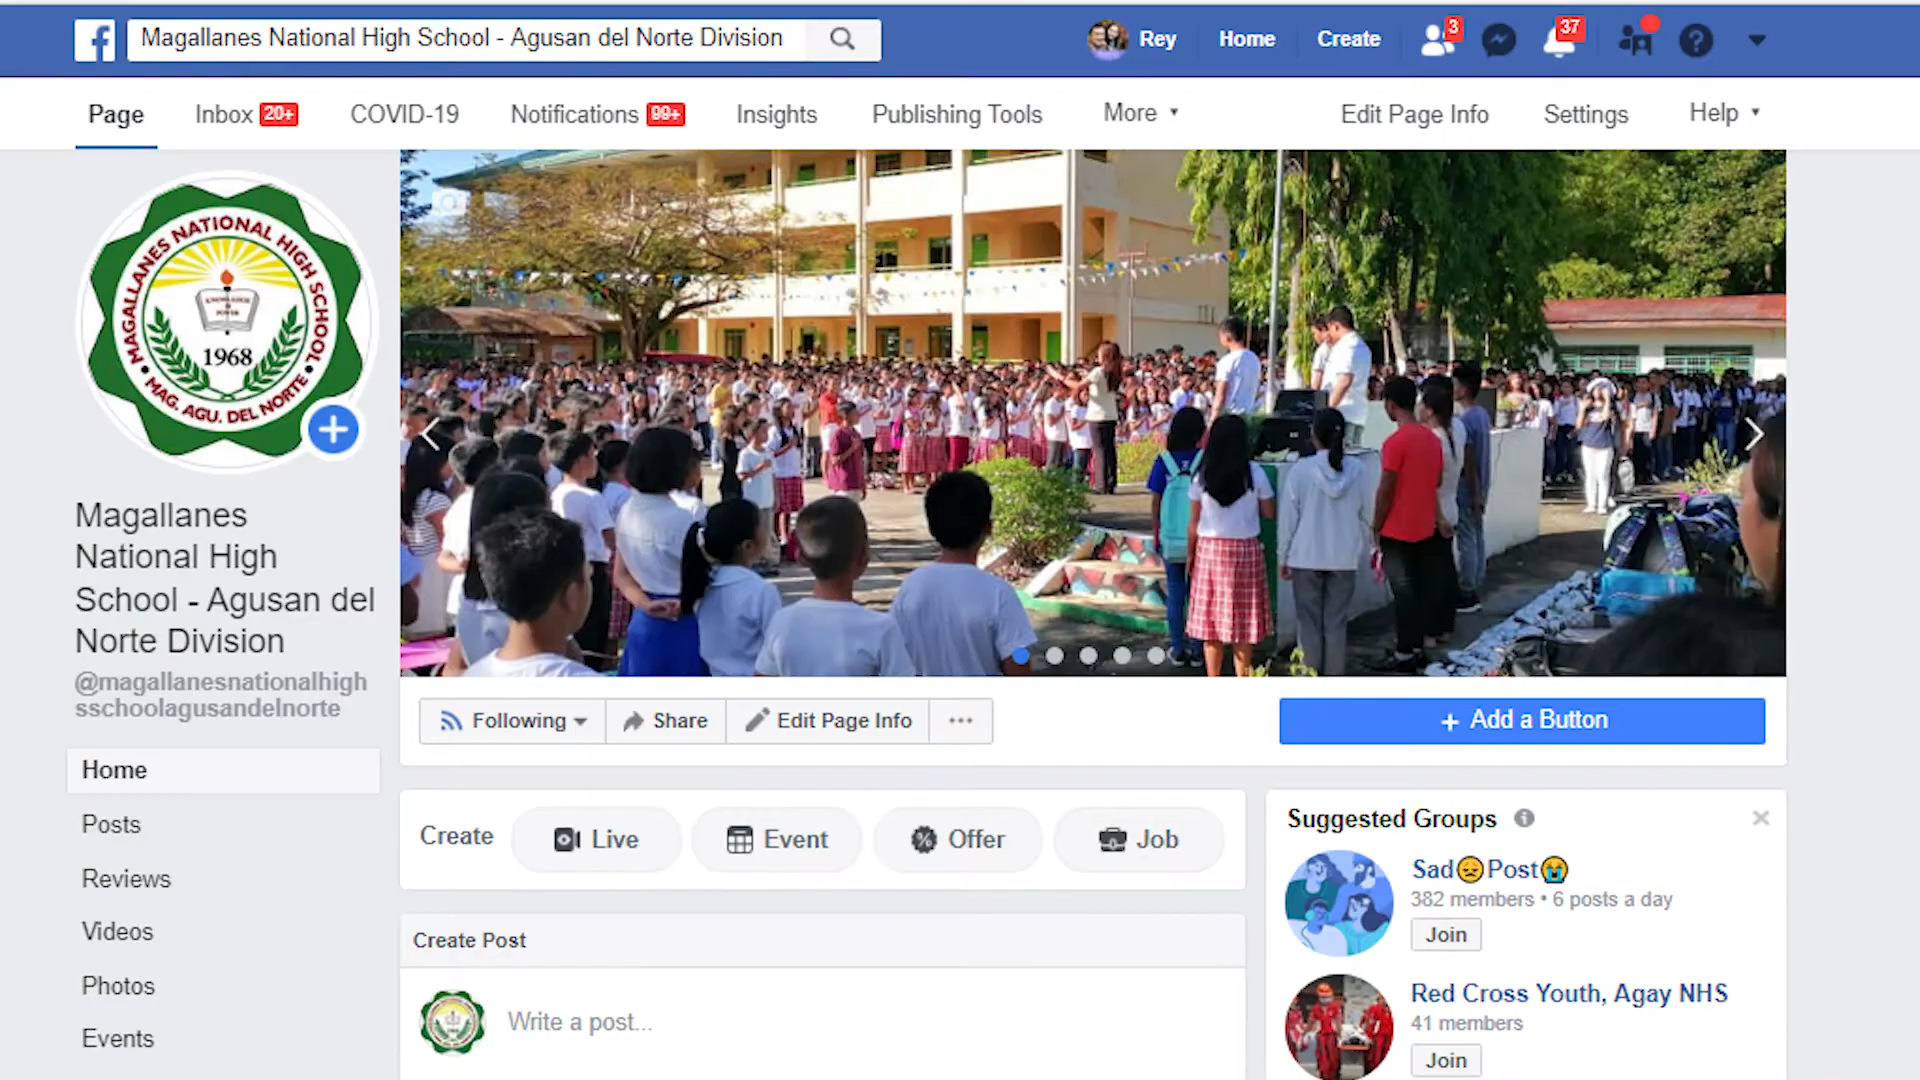 Magallanes National High School - Agusan del Norte Division
Rey
Home
Create
3
37
Page
Inbox 20+
COVID-19
Notifications 99+
Insights
Publishing Tools
More
Edit Page Info
Settings
Help
MAGALLANES NATIONAL HIGH SCHOOL
KNOWLEDGE IS POWER
1968
MAG. AGU. DEL NORTE
Magallanes
National High
School - Agusan del
Norte Division
@magallanesnationalhigh
sschoolagusandelnorte
Following
Share
Edit Page Info
+ Add a Button
Home
Posts
Reviews
Videos
Photos
Events
Create
Live
Event
Offer
Job
Create Post
Write a post...
Suggested Groups
Sad😔Post😭
382 members • 6 posts a day
Join
Red Cross Youth, Agay NHS
41 members
Join